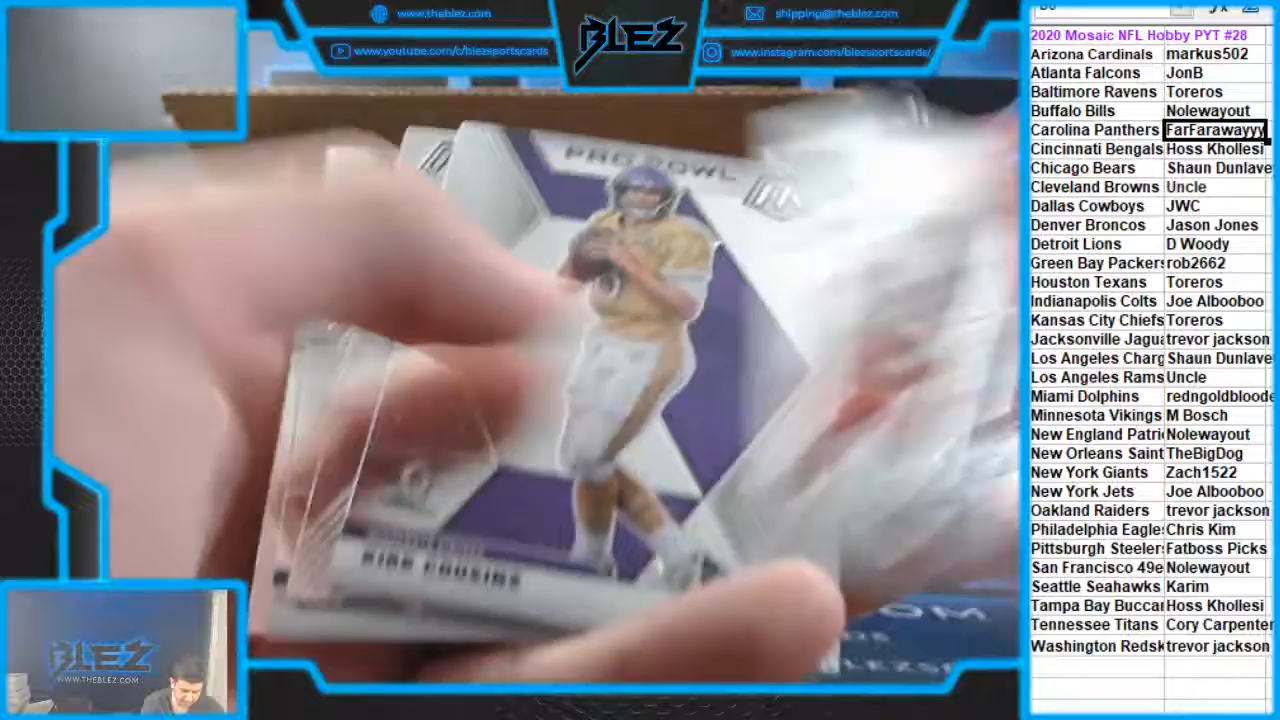 www.theblez.com
shipping@theblez.com
BLEZ
www.youtube.com/c/blezsportscards
www.instagram.com/blezsportscards/
PRO BOWL
KIRK COUSINS
BLEZ
WWW.THEBLEZ.COM
2020 Mosaic NFL Hobby PYT #28
Arizona Cardinals markus502
Atlanta Falcons JonB
Baltimore Ravens Toreros
Buffalo Bills Nolewayout
Carolina Panthers FarFarawayyy
Cincinnati Bengals Hoss Khollesi
Chicago Bears Shaun Dunlave
Cleveland Browns Uncle
Dallas Cowboys JWC
Denver Broncos Jason Jones
Detroit Lions D Woody
Green Bay Packers rob2662
Houston Texans Toreros
Indianapolis Colts Joe Albooboo
Kansas City Chiefs Toreros
Jacksonville Jagua trevor jackson
Los Angeles Charg Shaun Dunlave
Los Angeles Rams Uncle
Miami Dolphins redngoldbloode
Minnesota Vikings M Bosch
New England Patri Nolewayout
New Orleans Saint TheBigDog
New York Giants Zach1522
New York Jets Joe Albooboo
Oakland Raiders trevor jackson
Philadelphia Eagle Chris Kim
Pittsburgh Steeler Fatboss Picks
San Francisco 49e Nolewayout
Seattle Seahawks Karim
Tampa Bay Buccar Hoss Khollesi
Tennessee Titans Cory Carpenter
Washington Redsk trevor jackson